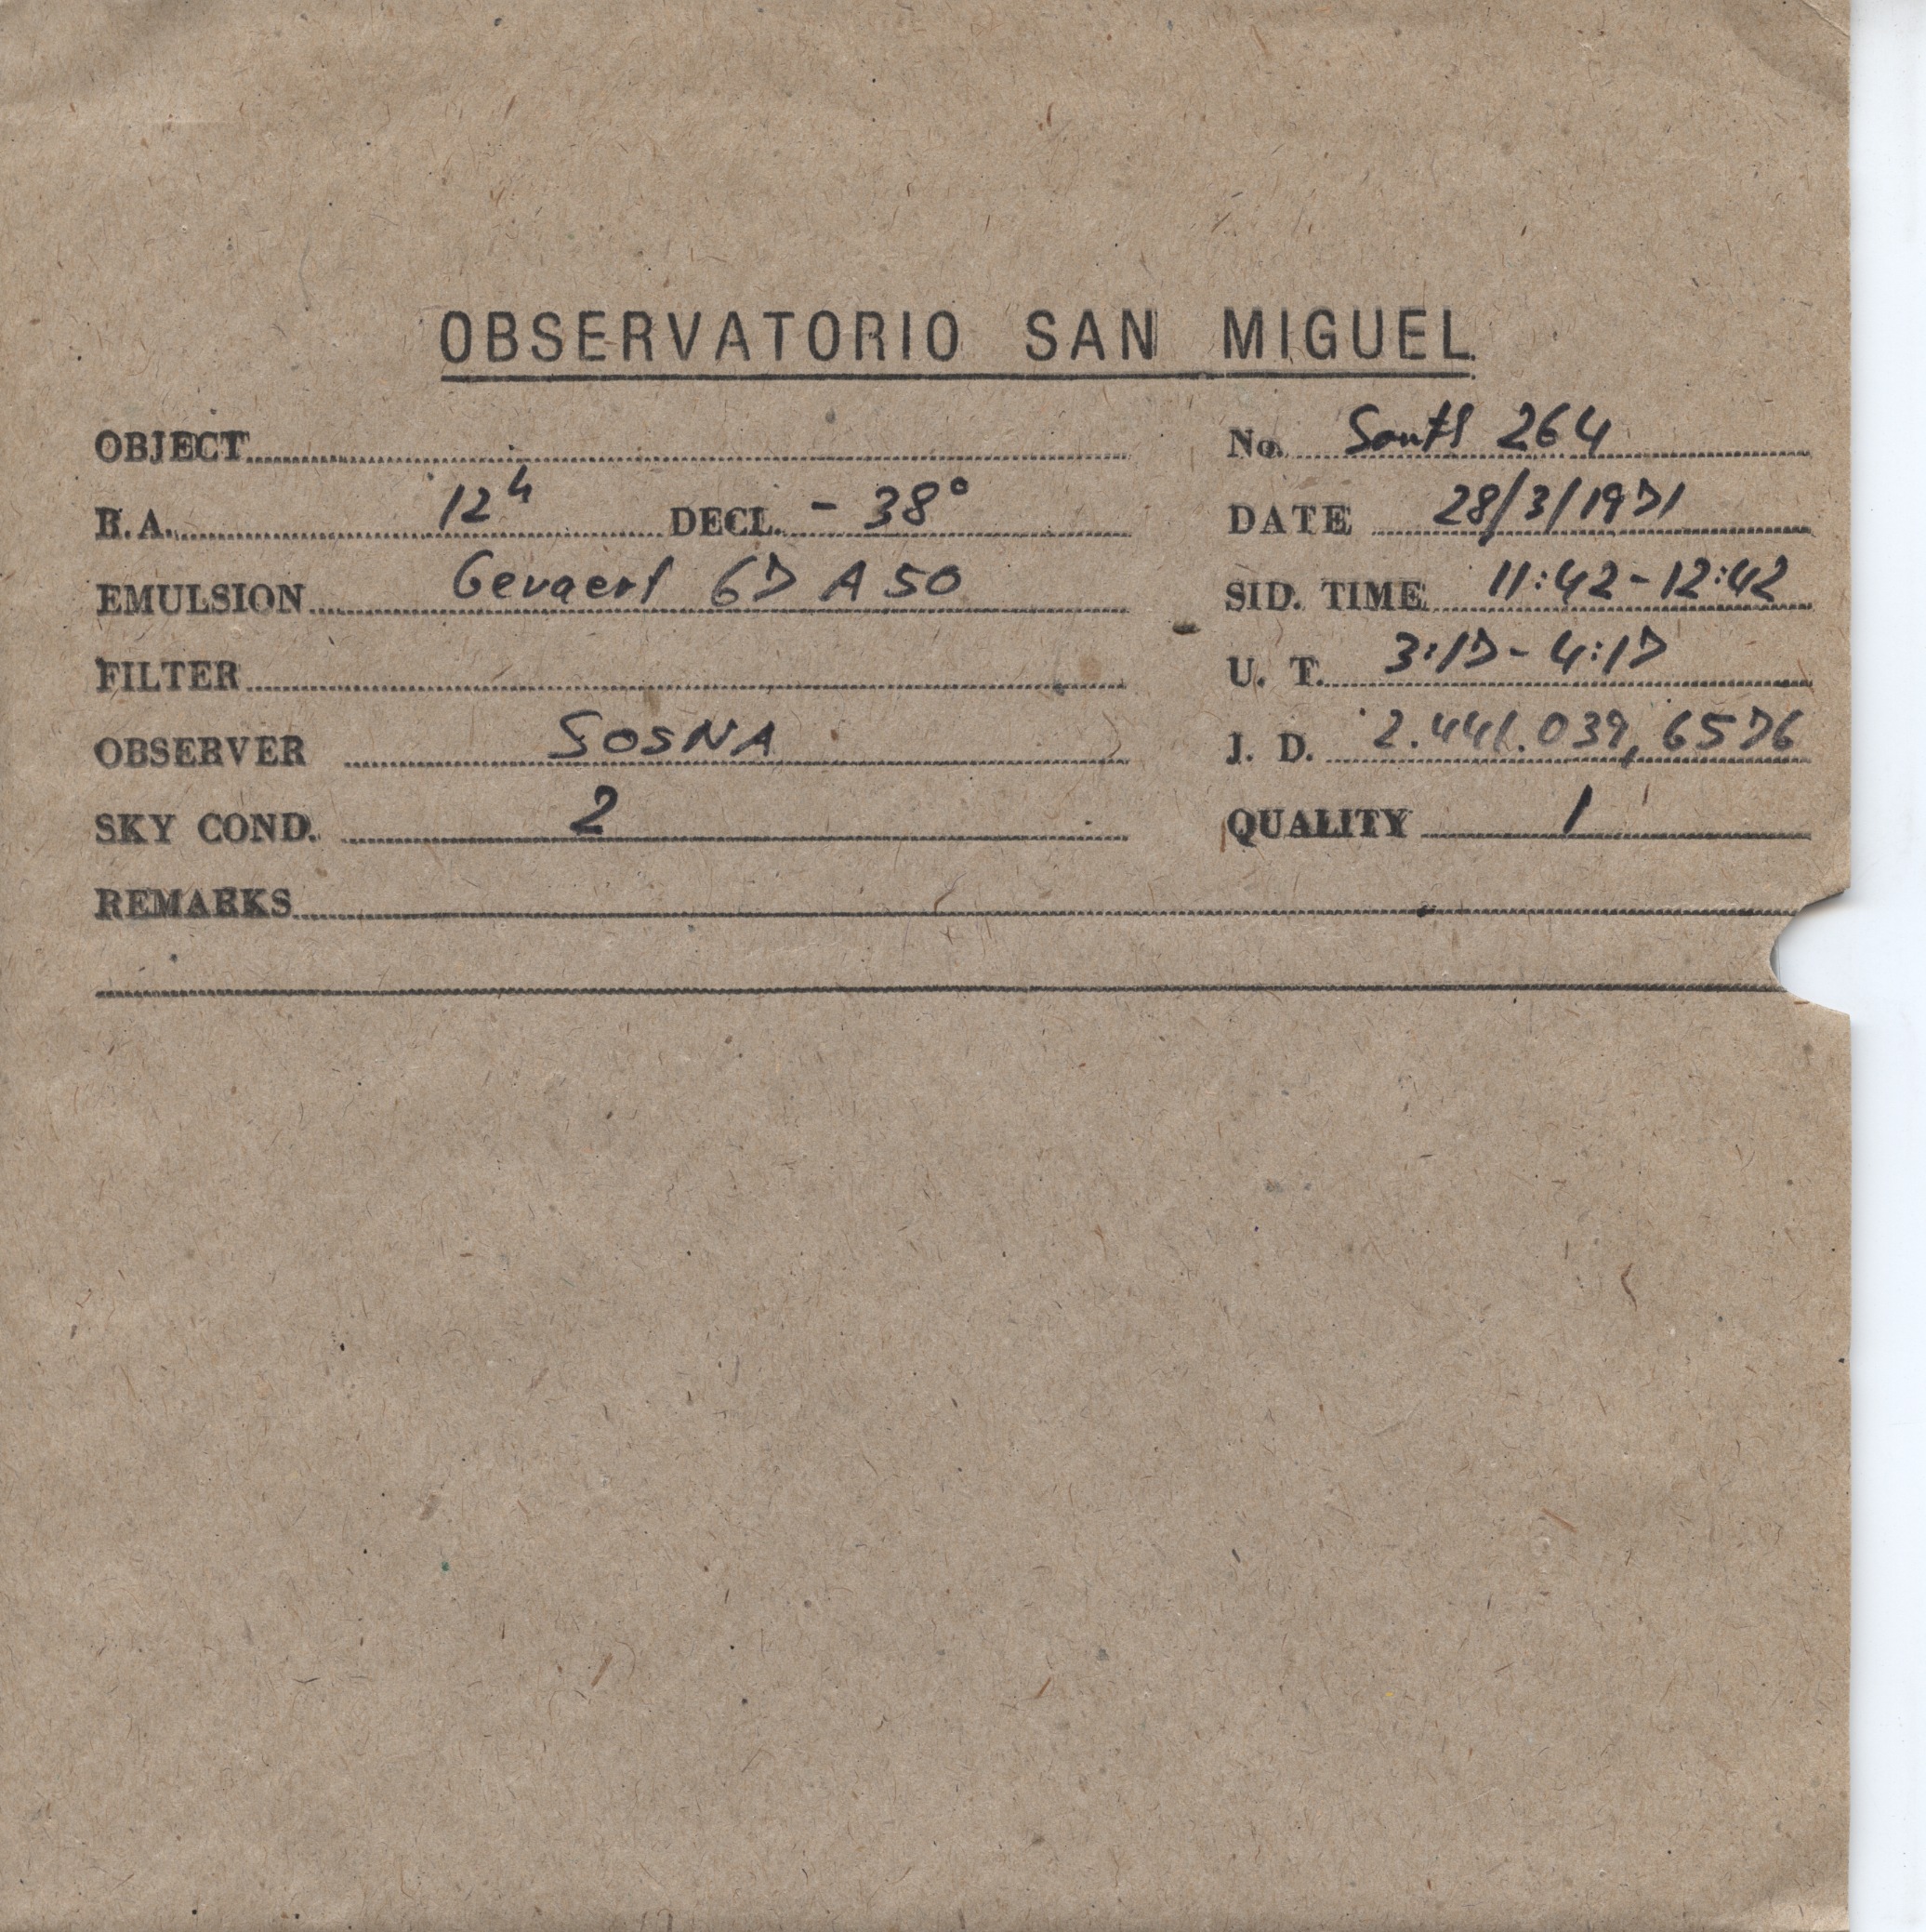 OBSERVATORIO SAN MIGUEL
OBJECT
No. South 264
R.A. 12h DECL. - 38°
DATE 28/3/1971
EMULSION Gevaert 67 A 50
SID. TIME 11:42-12:42
FILTER
U. T. 3:17-4:17
OBSERVER SOSNA
J. D. 2.441.039,6576
SKY COND. 2
QUALITY 1
REMARKS